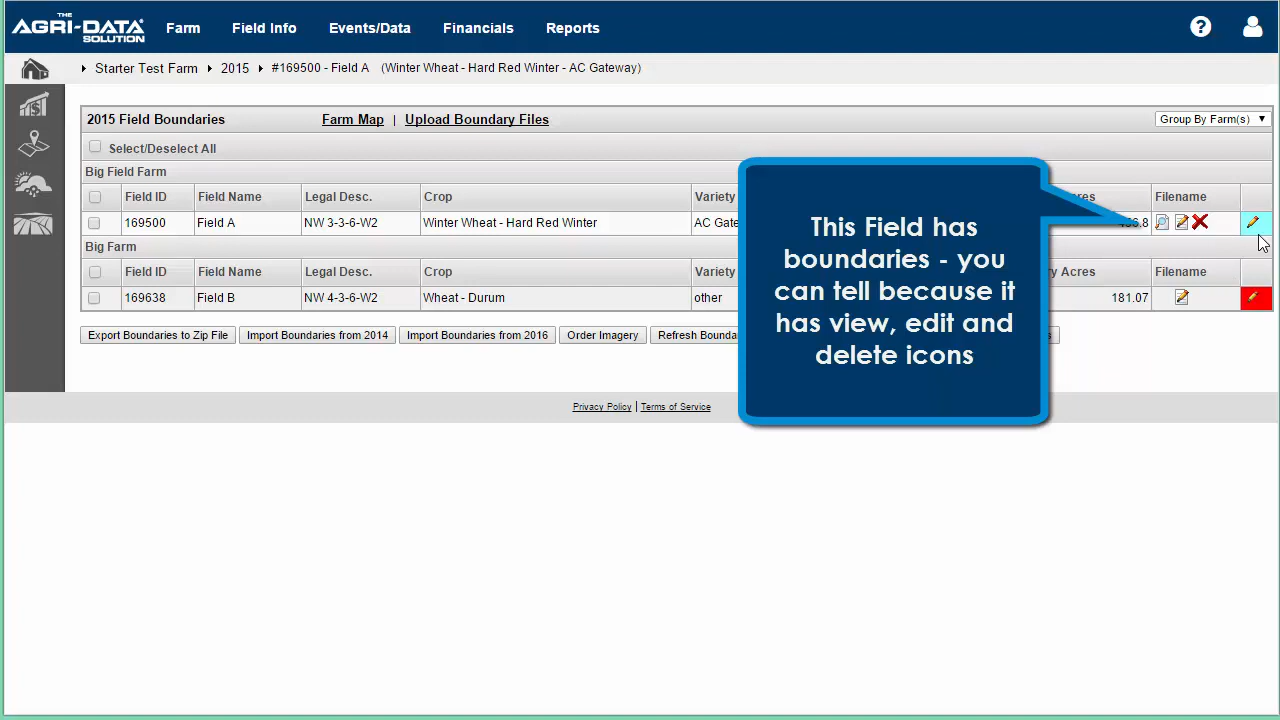 THE
AGRI-DATA
SOLUTION
Farm
Field Info
Events/Data
Financials
Reports
?
Starter Test Farm
2015
#169500 - Field A (Winter Wheat - Hard Red Winter - AC Gateway)
2015 Field Boundaries
Farm Map | Upload Boundary Files
Group By Farm(s)
Select/Deselect All
Big Field Farm
Field ID Field Name Legal Desc. Crop Variety Filename
169500 Field A NW 3-3-6-W2 Winter Wheat - Hard Red Winter
Big Farm
Field ID Field Name Legal Desc. Crop Variety Acres Filename
169638 Field B NW 4-3-6-W2 Wheat - Durum other 181.07
Export Boundaries to Zip File Import Boundaries from 2014 Import Boundaries from 2016 Order Imagery Refresh
This Field has
boundaries - you
can tell because it
has view, edit and
delete icons
Privacy Policy | Terms of Service